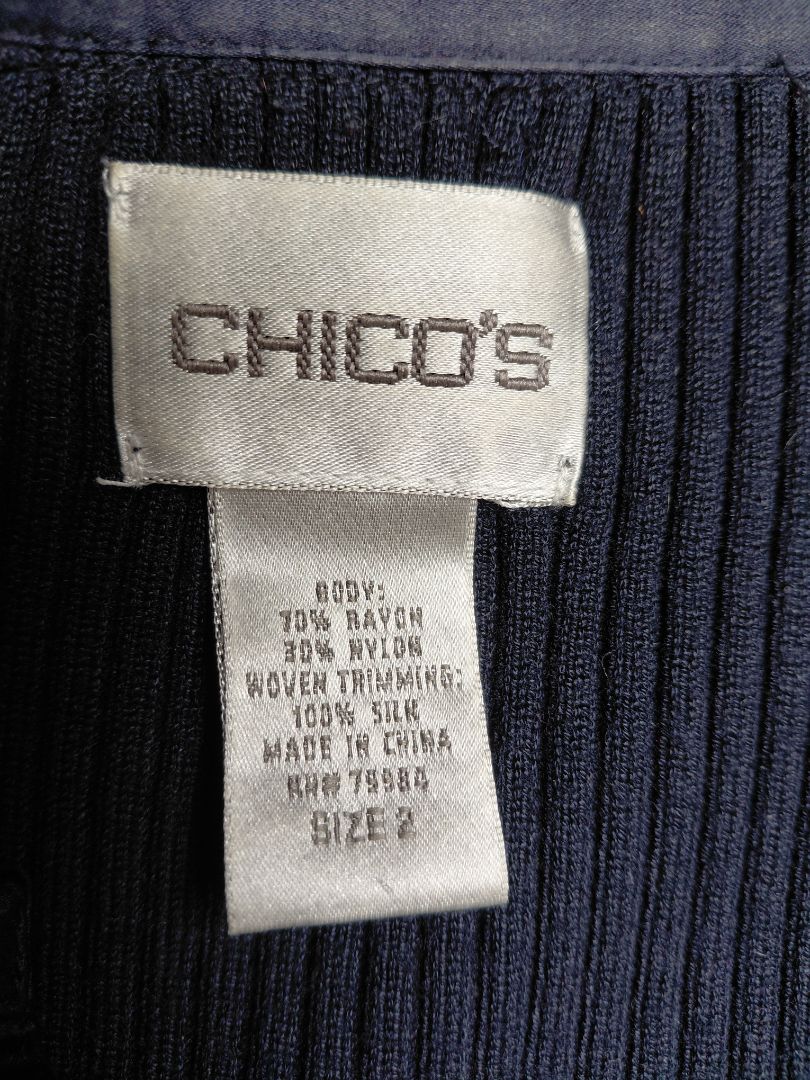 CHICO'S
BODY:
70% RAYON
30% NYLON
WOVEN TRIMMING:
100% SILK
MADE IN CHINA
RN# 79984
SIZE 2